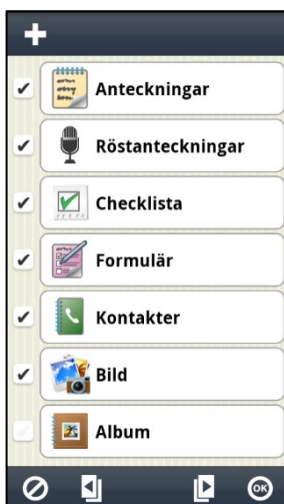 Anteckningar
Röstanteckningar
Checklista
Formulär
Kontakter
Bild
Album
OK